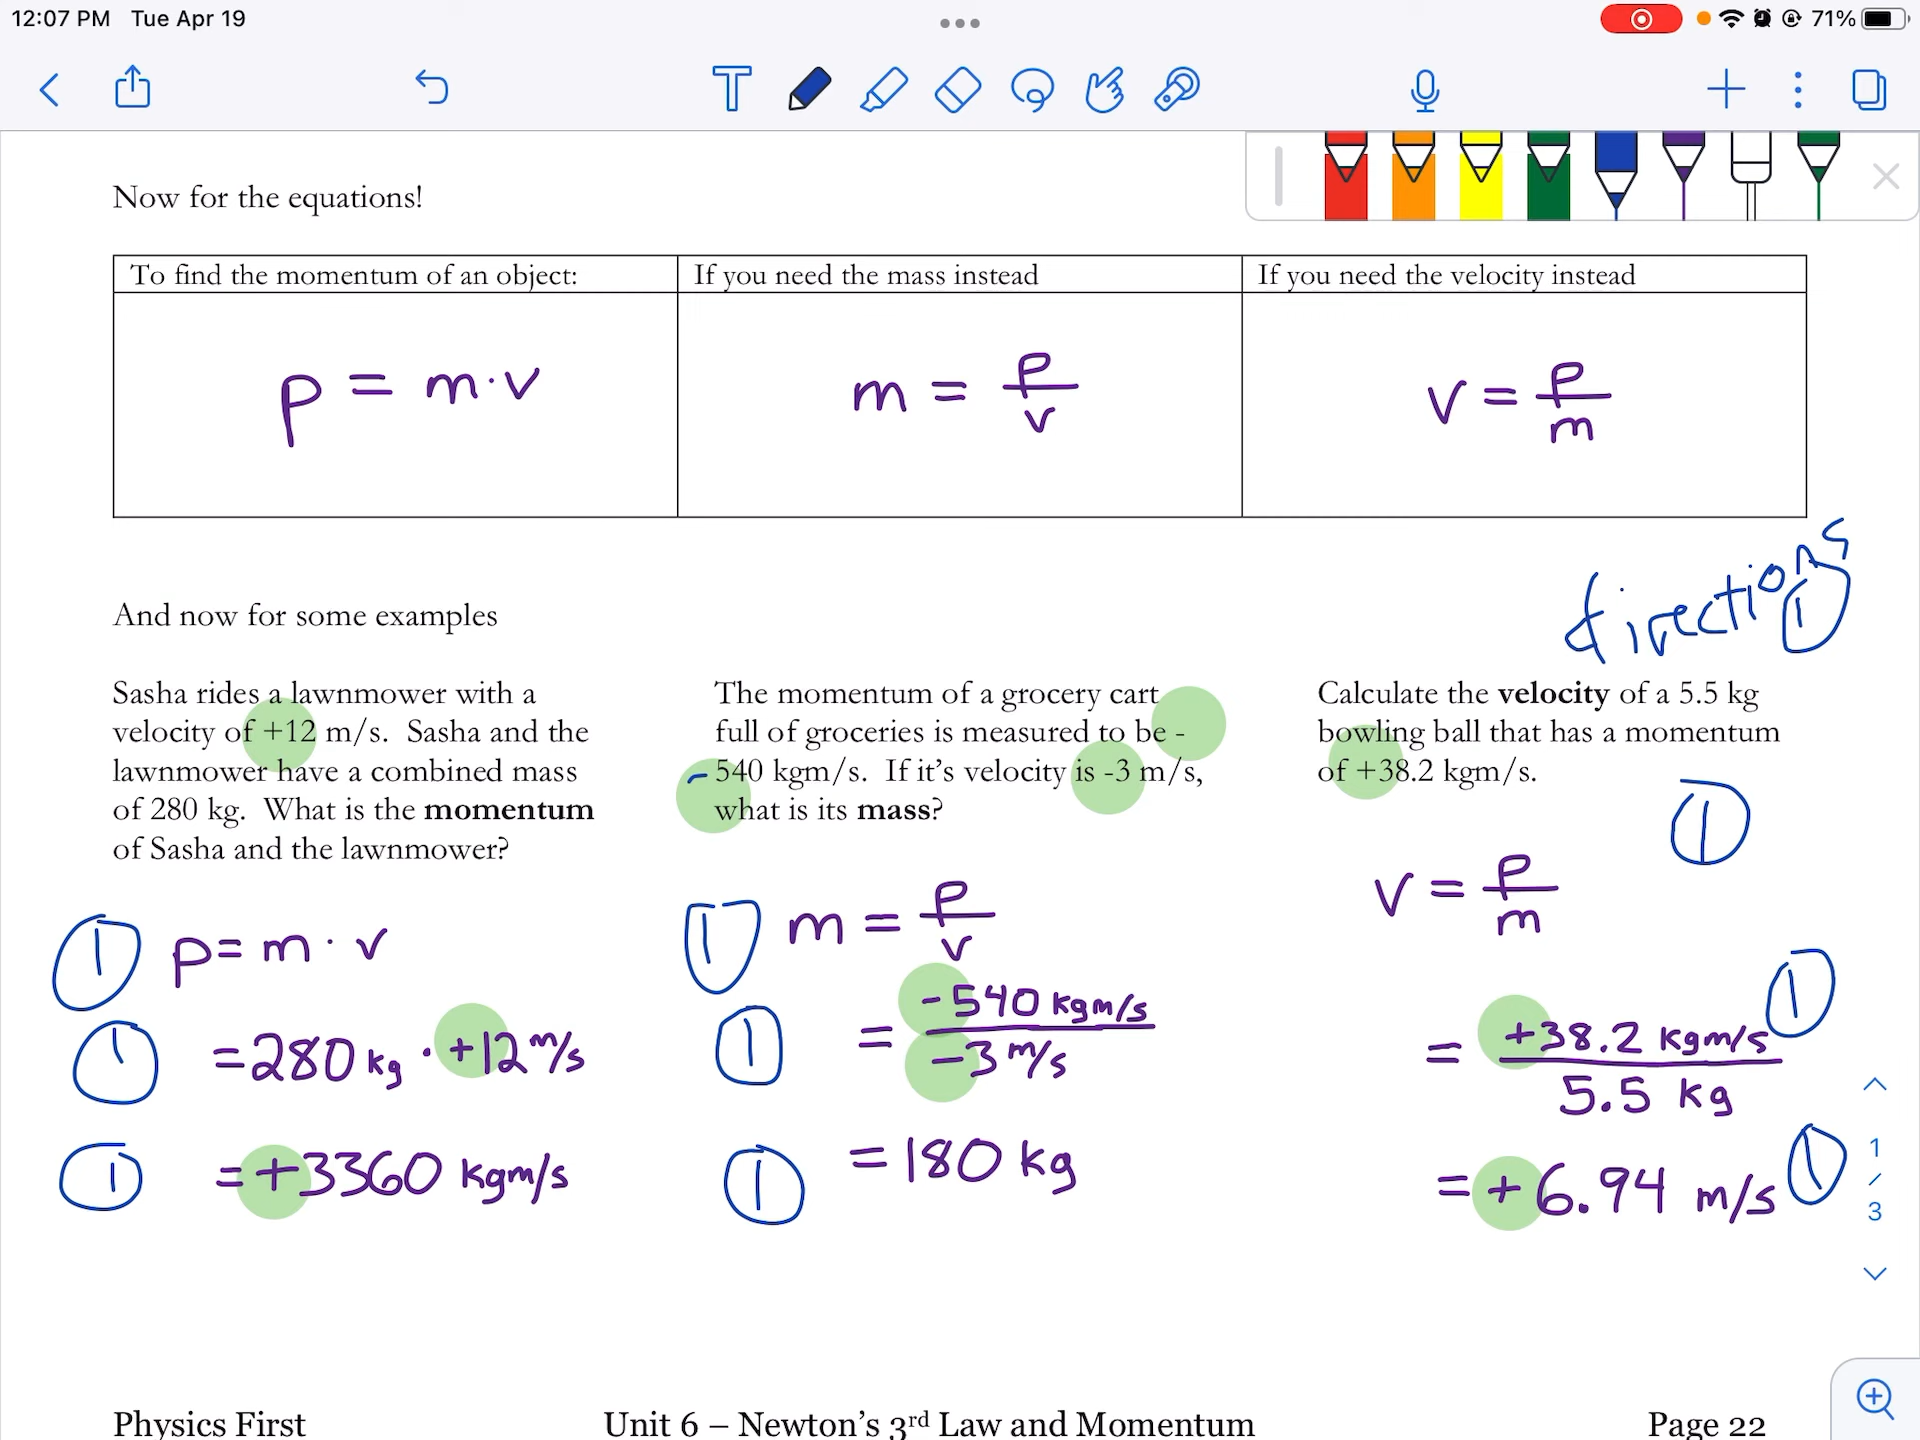 12:07 PM Tue Apr 19
71%
Now for the equations!
To find the momentum of an object:
If you need the mass instead
If you need the velocity instead
p = m · v
m = p/v
v = p/m
directions
1
And now for some examples
Sasha rides a lawnmower with a
velocity of +12 m/s. Sasha and the
lawnmower have a combined mass
of 280 kg. What is the momentum
of Sasha and the lawnmower?
1 p = m · v
1 = 280 kg · +12 m/s
1 = +3360 kgm/s
The momentum of a grocery cart
full of groceries is measured to be -
-540 kgm/s. If it's velocity is -3 m/s,
what is its mass?
1 m = p/v
1 = -540 kgm/s / -3 m/s
1 = 180 kg
Calculate the velocity of a 5.5 kg
bowling ball that has a momentum
of +38.2 kgm/s.
1
v = p/m
= +38.2 kgm/s / 5.5 kg 1
= +6.94 m/s 1
1
/
3
Physics First
Unit 6 – Newton's 3rd Law and Momentum
Page 22